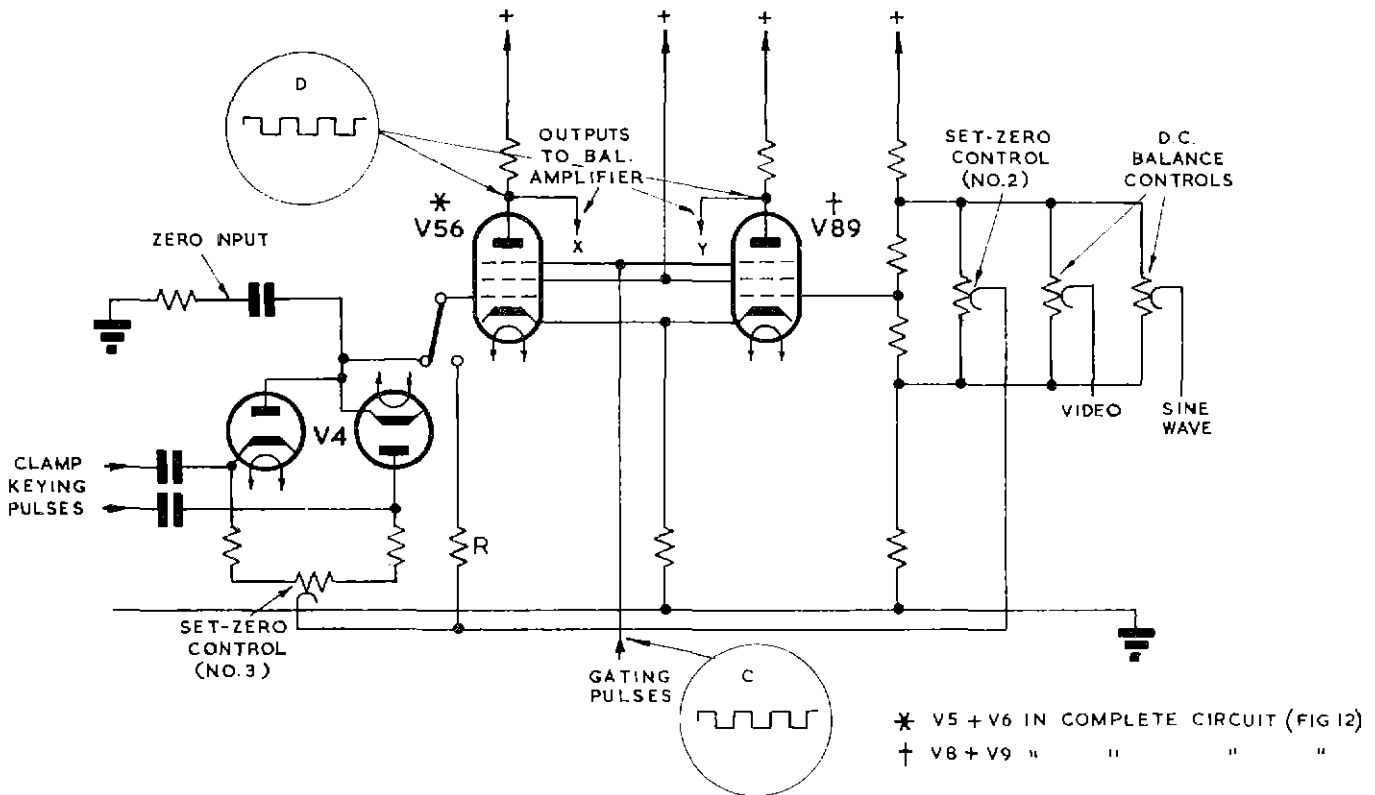 + + + +
D
OUTPUTS
TO BAL.
AMPLIFIER
SET-ZERO
CONTROL
(NO.2)
D.C.
BALANCE
CONTROLS
*
V56
†
V89
X
Y
ZERO INPUT
V4
CLAMP
KEYING
PULSES
R
VIDEO
SINE
WAVE
SET-ZERO
CONTROL
(NO.3)
GATING
PULSES
C
* V5 + V6 IN COMPLETE CIRCUIT (FIG 12)
† V8 + V9 " " " "